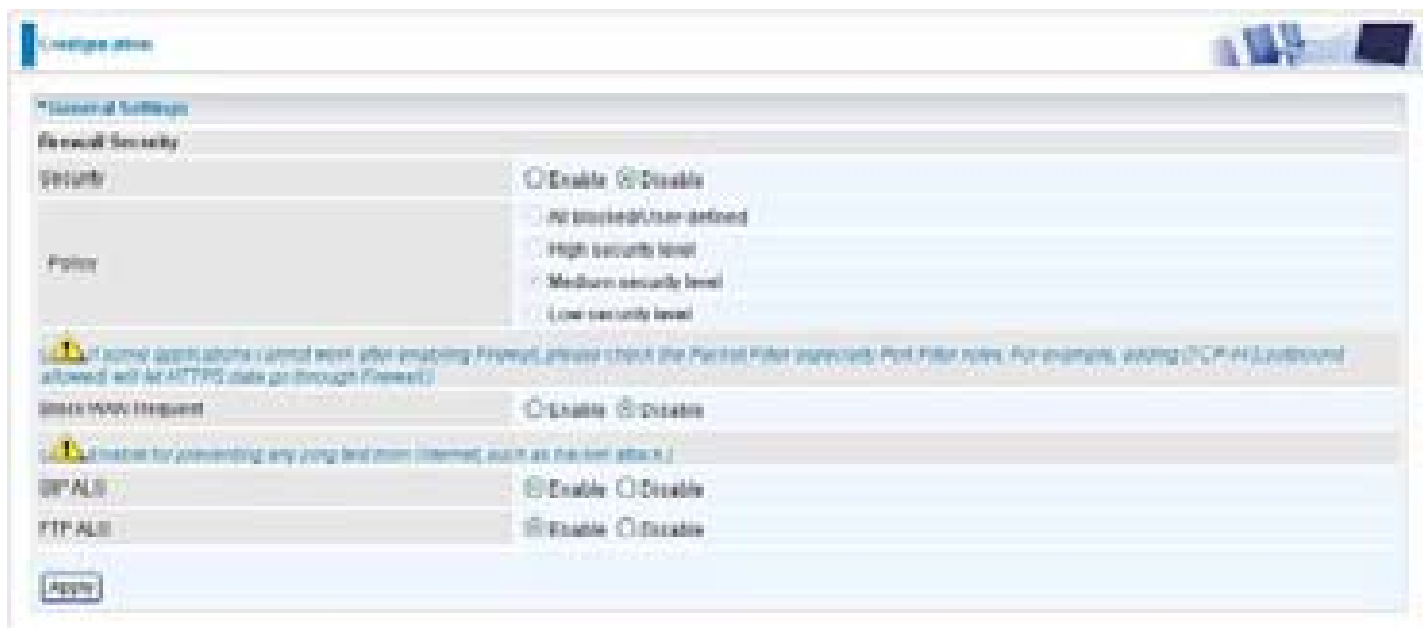 Configuration
General Settings
Firewall Security
Security Enable Disable
Policy
All blocked/User-defined
High security level
Medium security level
Low security level
If some applications cannot work after enabling Firewall, please check the Packet Filter especially Port Filter rules. For example, adding (TCP:443,outbound
allowed) will let HTTPS data go through Firewall.)
Block WAN Request Enable Disable
Enable for preventing any ping test from Internet, such as hacker attack.)
SIP ALG Enable Disable
FTP ALG Enable Disable
Apply